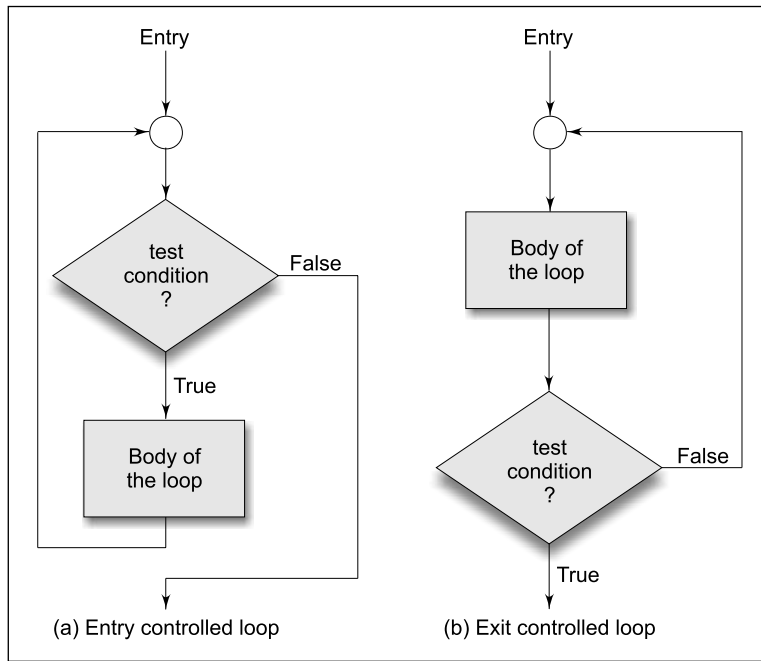 Entry
test
condition
?
False
True
Body of
the loop
(a) Entry controlled loop
Entry
Body of
the loop
test
condition
?
False
True
(b) Exit controlled loop